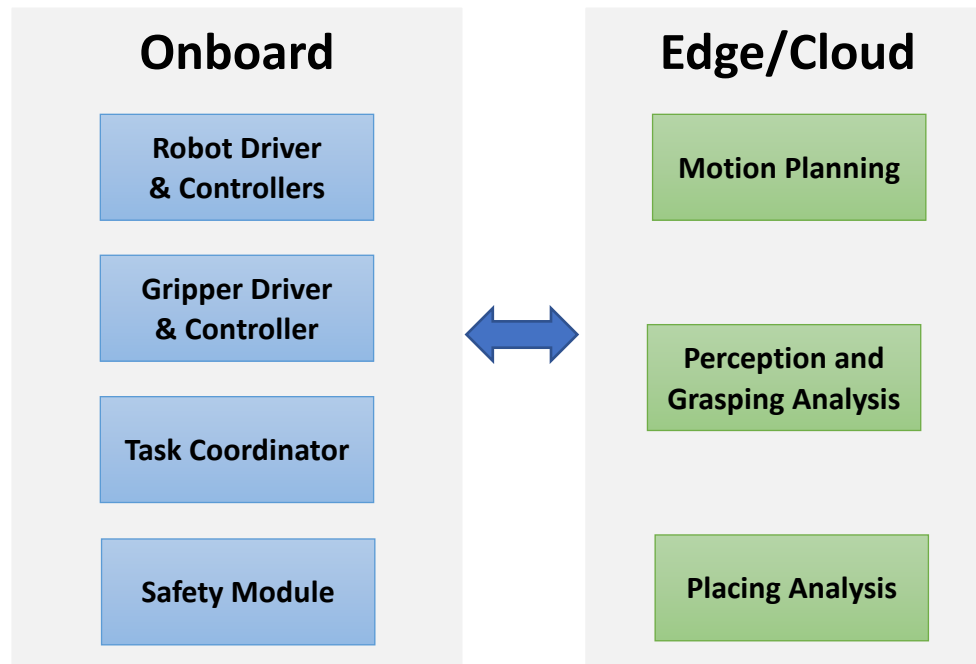 Onboard
Robot Driver
& Controllers
Gripper Driver
& Controller
Task Coordinator
Safety Module
Edge/Cloud
Motion Planning
Perception and
Grasping Analysis
Placing Analysis